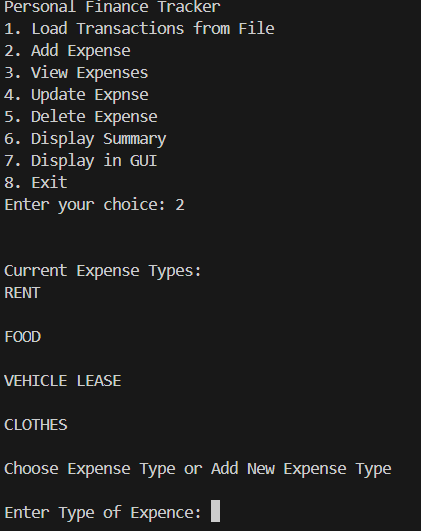 Personal Finance Tracker
1. Load Transactions from File
2. Add Expense
3. View Expenses
4. Update Expnse
5. Delete Expense
6. Display Summary
7. Display in GUI
8. Exit
Enter your choice: 2
Current Expense Types:
RENT
FOOD
VEHICLE LEASE
CLOTHES
Choose Expense Type or Add New Expense Type
Enter Type of Expence: